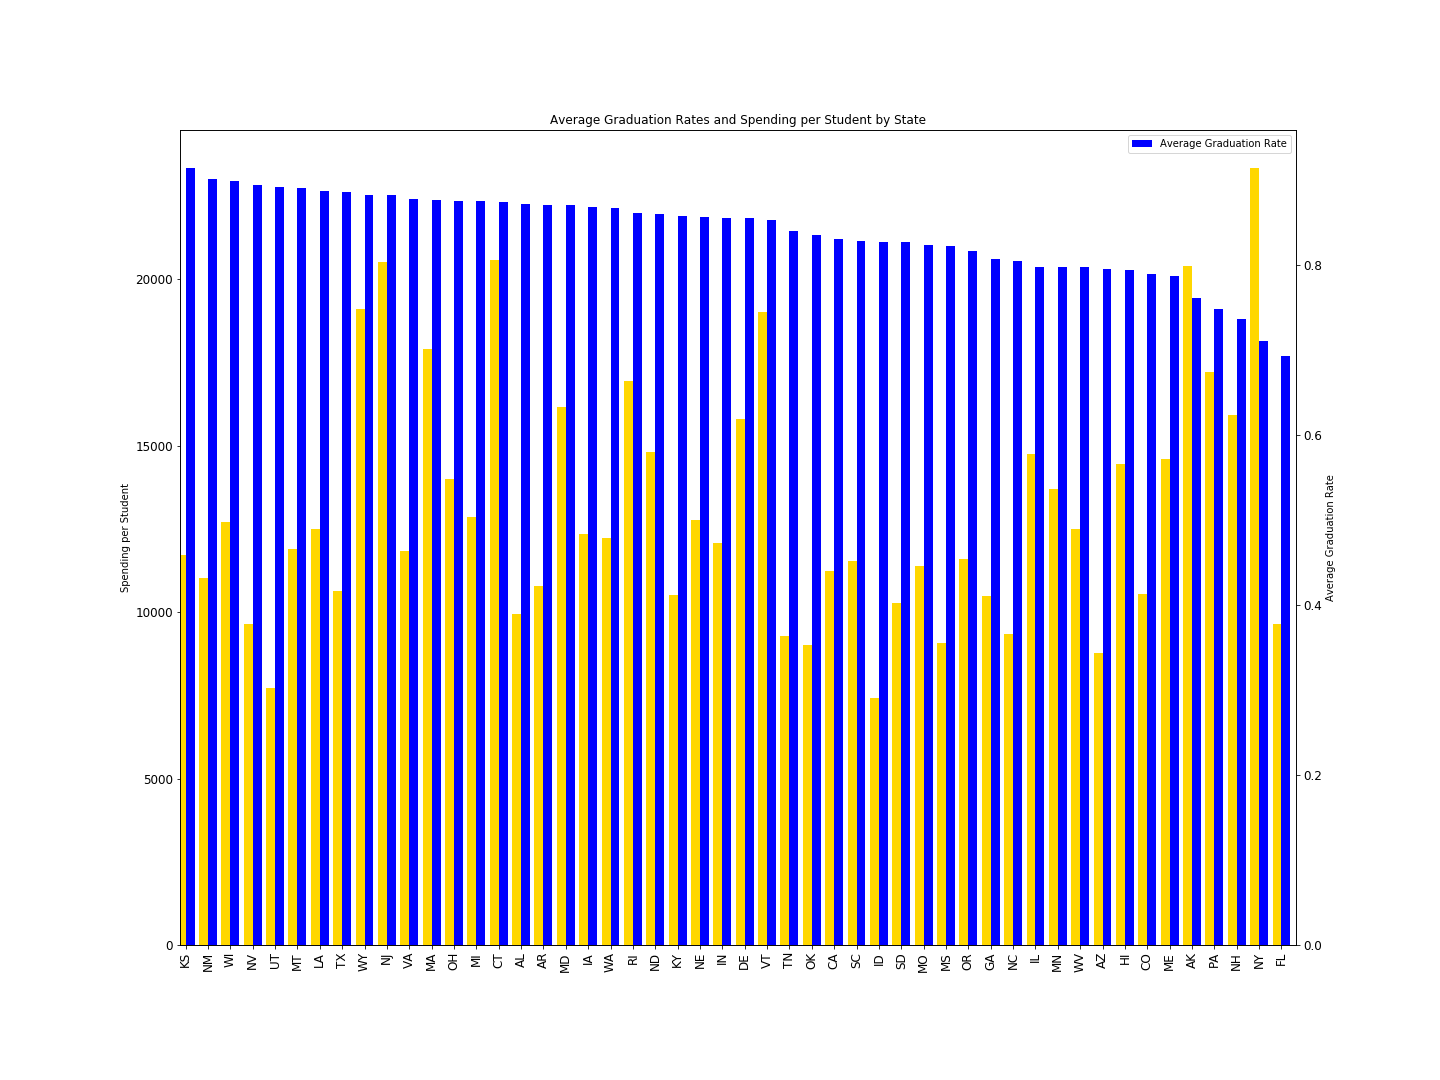 Average Graduation Rates and Spending per Student by State
Average Graduation Rate
20000
15000
10000
5000
0
Spending per Student
0.8
0.6
0.4
0.2
0.0
Average Graduation Rate
KS
NM
WI
NV
UT
MT
LA
TX
WY
NJ
VA
MA
OH
MI
CT
AL
AR
MD
IA
WA
RI
ND
KY
NE
IN
DE
VT
TN
OK
CA
SC
ID
SD
MO
MS
OR
GA
NC
IL
MN
WV
AZ
HI
CO
ME
AK
PA
NH
NY
FL